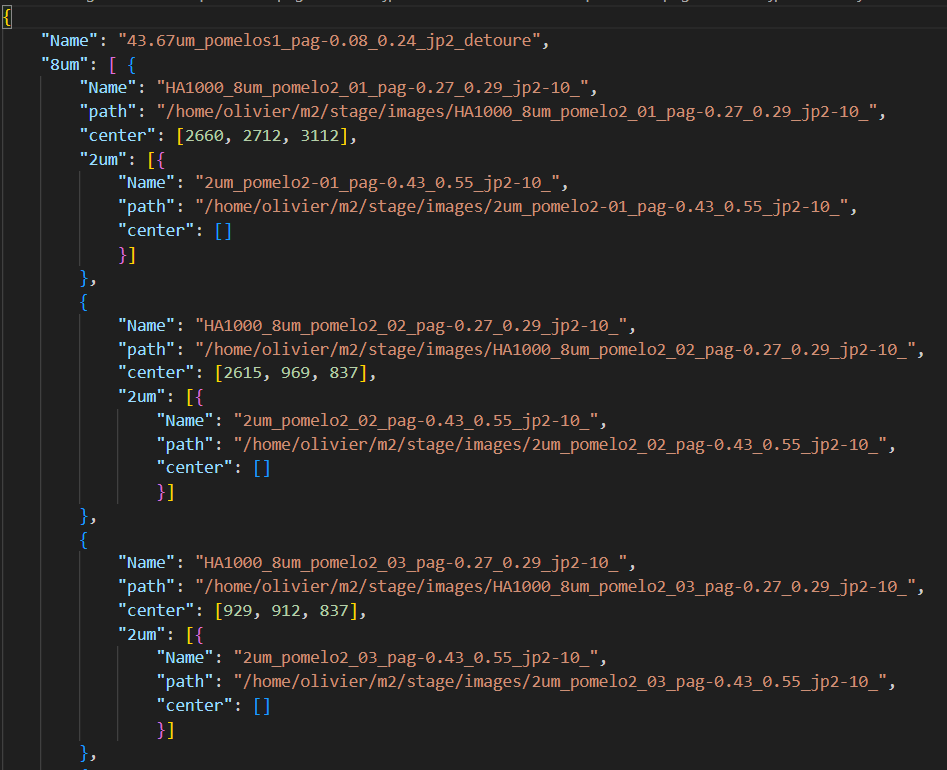 {
    "Name": "43.67um_pomelos1_pag-0.08_0.24_jp2_detoure",
    "8um": [ {
        "Name": "HA1000_8um_pomelo2_01_pag-0.27_0.29_jp2-10_",
        "path": "/home/olivier/m2/stage/images/HA1000_8um_pomelo2_01_pag-0.27_0.29_jp2-10_",
        "center": [2660, 2712, 3112],
        "2um": [{
            "Name": "2um_pomelo2-01_pag-0.43_0.55_jp2-10_",
            "path": "/home/olivier/m2/stage/images/2um_pomelo2-01_pag-0.43_0.55_jp2-10_",
            "center": []
            }]
        },
        {
            "Name": "HA1000_8um_pomelo2_02_pag-0.27_0.29_jp2-10_",
            "path": "/home/olivier/m2/stage/images/HA1000_8um_pomelo2_02_pag-0.27_0.29_jp2-10_",
            "center": [2615, 969, 837],
            "2um": [{
                "Name": "2um_pomelo2_02_pag-0.43_0.55_jp2-10_",
                "path": "/home/olivier/m2/stage/images/2um_pomelo2_02_pag-0.43_0.55_jp2-10_",
                "center": []
                }]
        },
        {
            "Name": "HA1000_8um_pomelo2_03_pag-0.27_0.29_jp2-10_",
            "path": "/home/olivier/m2/stage/images/HA1000_8um_pomelo2_03_pag-0.27_0.29_jp2-10_",
            "center": [929, 912, 837],
            "2um": [{
                "Name": "2um_pomelo2_03_pag-0.43_0.55_jp2-10_",
                "path": "/home/olivier/m2/stage/images/2um_pomelo2_03_pag-0.43_0.55_jp2-10_",
                "center": []
                }]
        },